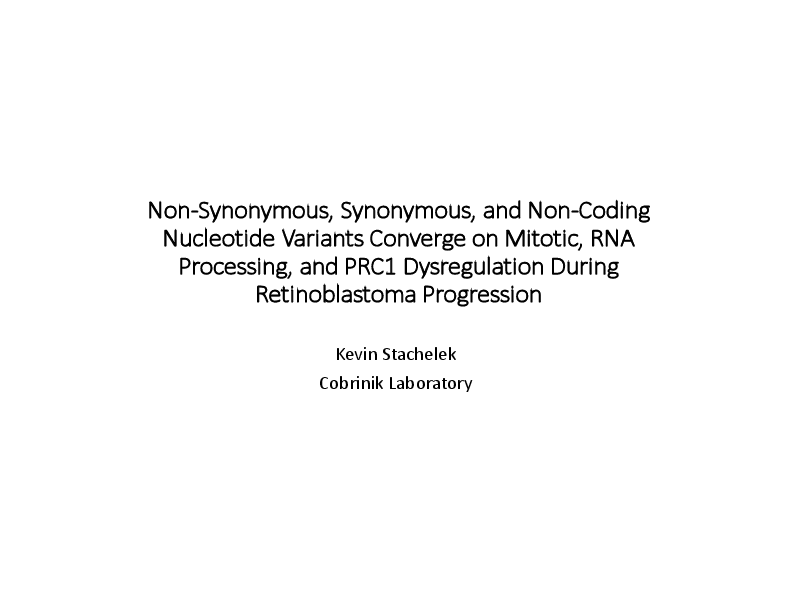 Non-Synonymous, Synonymous, and Non-Coding
Nucleotide Variants Converge on Mitotic, RNA
Processing, and PRC1 Dysregulation During
Retinoblastoma Progression
Kevin Stachelek
Cobrinik Laboratory